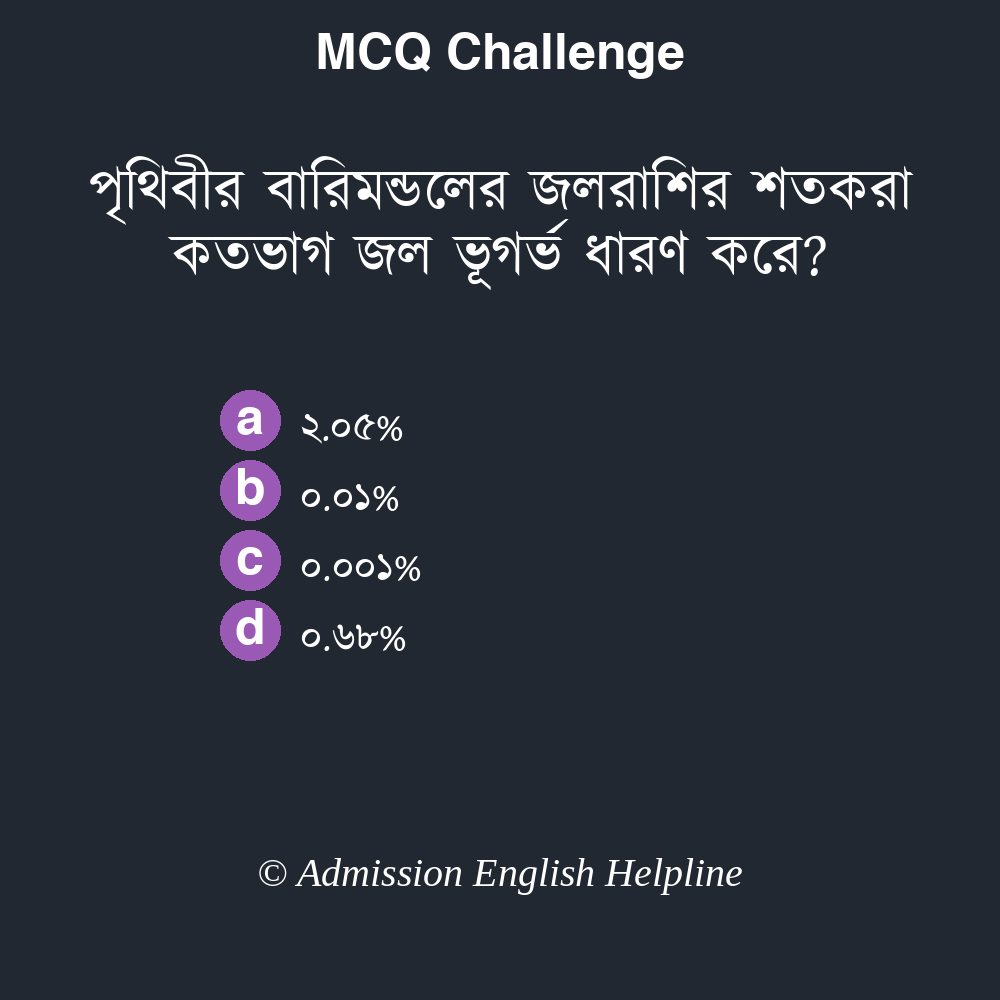 MCQ Challenge
পৃথিবীর বারিমন্ডলের জলরাশির শতকরা
কতভাগ জল ভূগর্ভ ধারণ করে?
a ২.০৫%
b ০.০১%
c ০.০০১%
d ০.৬৮%
© Admission English Helpline